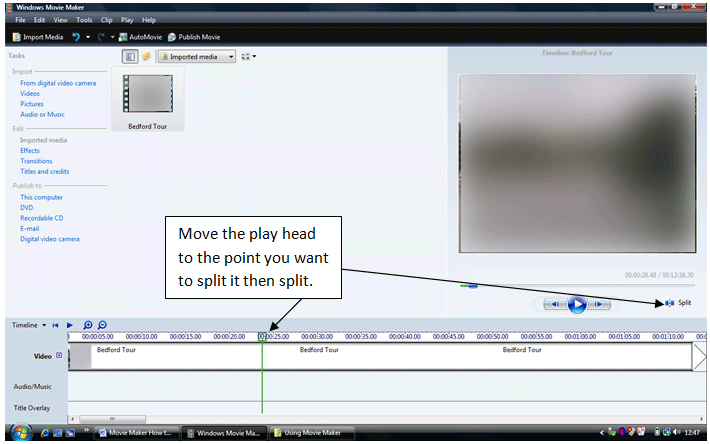 Windows Movie Maker
File Edit View Tools Clip Play Help
Import Media AutoMovie Publish Movie
Tasks
Imported media
Timeline: Bedford Tour
Import
From digital video camera
Videos
Pictures
Audio or Music
Bedford Tour
Edit
Imported media
Effects
Transitions
Titles and credits
Publish to
This computer
DVD
Recordable CD
E-mail
Digital video camera
Move the play head
to the point you want
to split it then split.
00:00:28.48 / 00:12:36.30
Split
Timeline
00:00:05.00 00:00:10.00 00:00:15.00 00:00:20.00 00:00:25.00 00:00:30.00 00:00:35.00 00:00:40.00 00:00:45.00 00:00:50.00 00:00:55.00 00:01:00.00 00:01:05.00 00:01:10.00
Video Bedford Tour Bedford Tour Bedford Tour
Audio/Music
Title Overlay
Movie Maker How t... Windows Movie Ma... Using Movie Maker 12:47